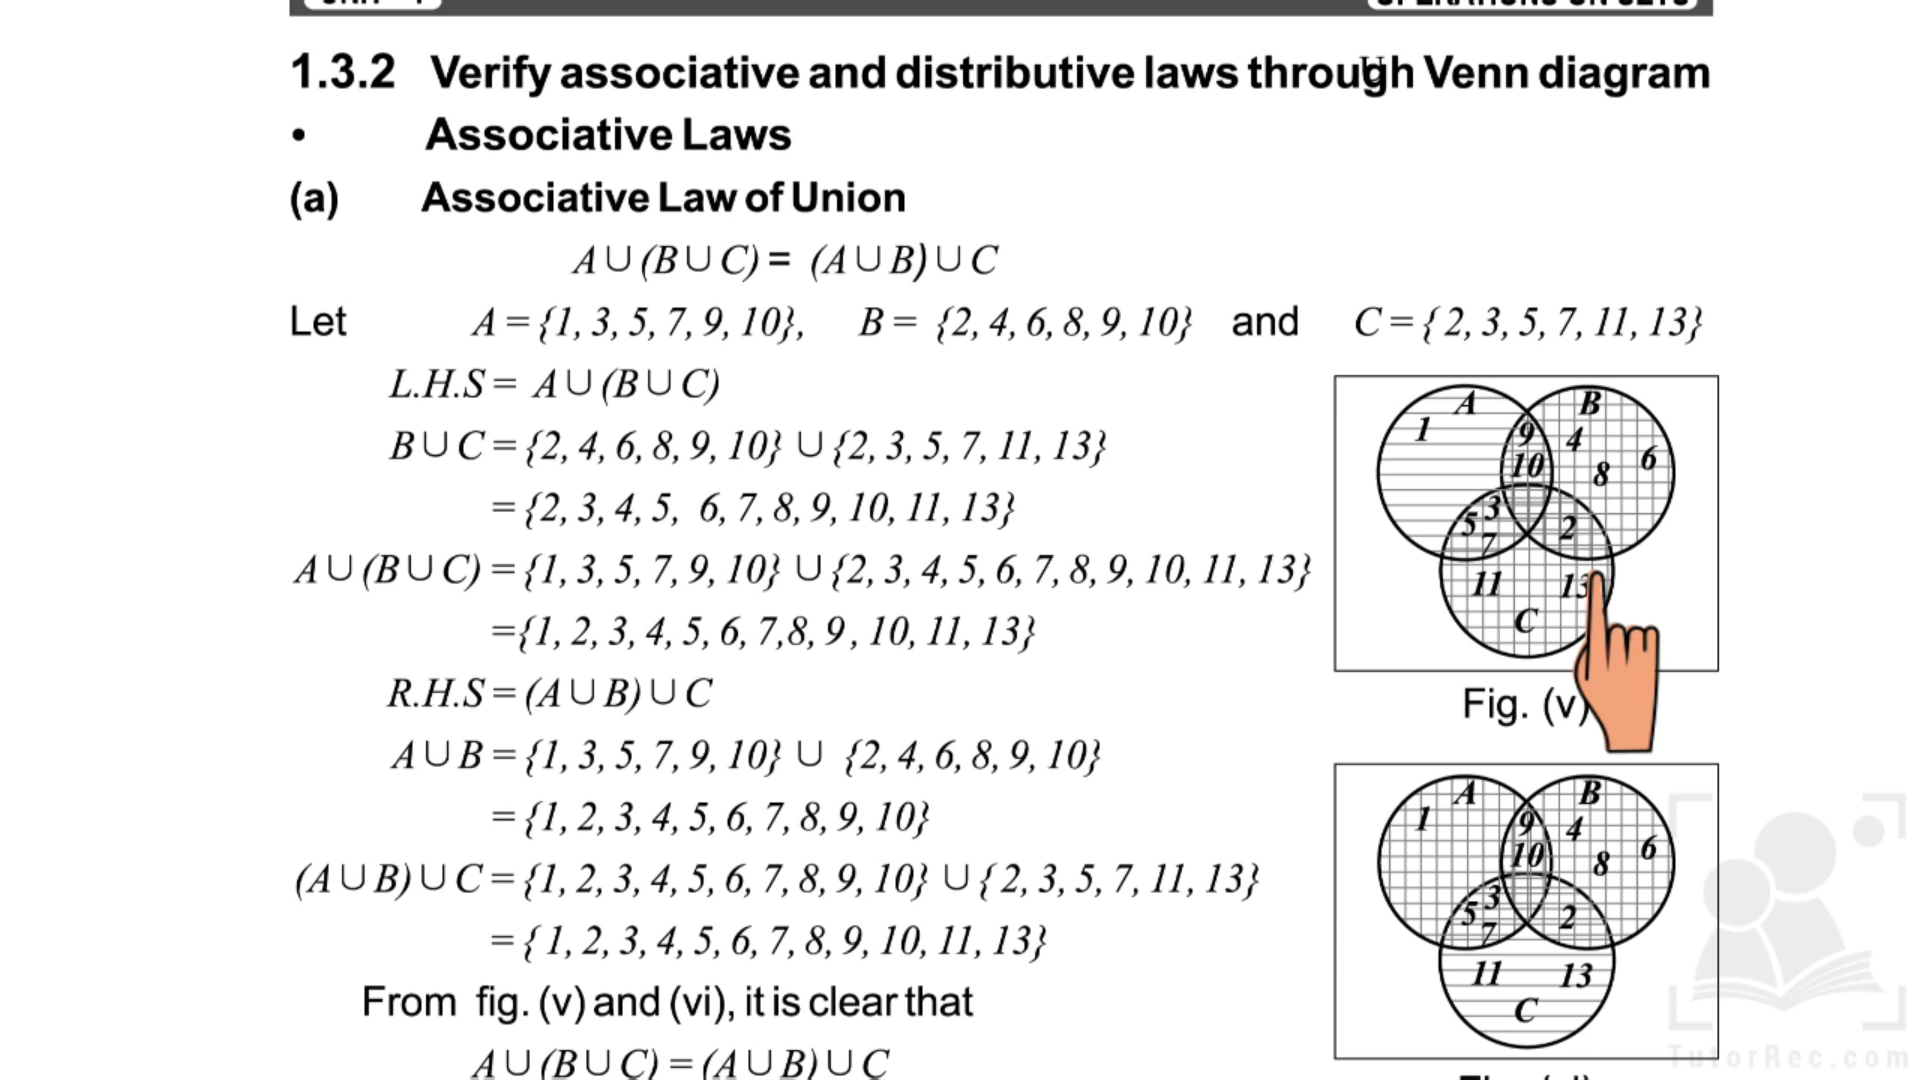 1.3.2 Verify associative and distributive laws through Venn diagram
• Associative Laws
(a) Associative Law of Union
A ∪ (B ∪ C) = (A ∪ B) ∪ C
Let A = {1, 3, 5, 7, 9, 10}, B = {2, 4, 6, 8, 9, 10} and C = { 2, 3, 5, 7, 11, 13}
L.H.S = A ∪ (B ∪ C)
B ∪ C = {2, 4, 6, 8, 9, 10} ∪ {2, 3, 5, 7, 11, 13}
= {2, 3, 4, 5, 6, 7, 8, 9, 10, 11, 13}
A ∪ (B ∪ C) = {1, 3, 5, 7, 9, 10} ∪ {2, 3, 4, 5, 6, 7, 8, 9, 10, 11, 13}
={1, 2, 3, 4, 5, 6, 7,8, 9 , 10, 11, 13}
R.H.S = (A ∪ B) ∪ C
A ∪ B = {1, 3, 5, 7, 9, 10} ∪ {2, 4, 6, 8, 9, 10}
= {1, 2, 3, 4, 5, 6, 7, 8, 9, 10}
(A ∪ B) ∪ C = {1, 2, 3, 4, 5, 6, 7, 8, 9, 10} ∪ { 2, 3, 5, 7, 11, 13}
= { 1, 2, 3, 4, 5, 6, 7, 8, 9, 10, 11, 13}
From fig. (v) and (vi), it is clear that
A ∪ (B ∪ C) = (A ∪ B) ∪ C
A B
1 9 4
10 8 6
5 3 2
7
11 13
C
Fig. (v)
A B
1 9 4
10 8 6
5 3 2
7
11 13
C
TutorRec.com